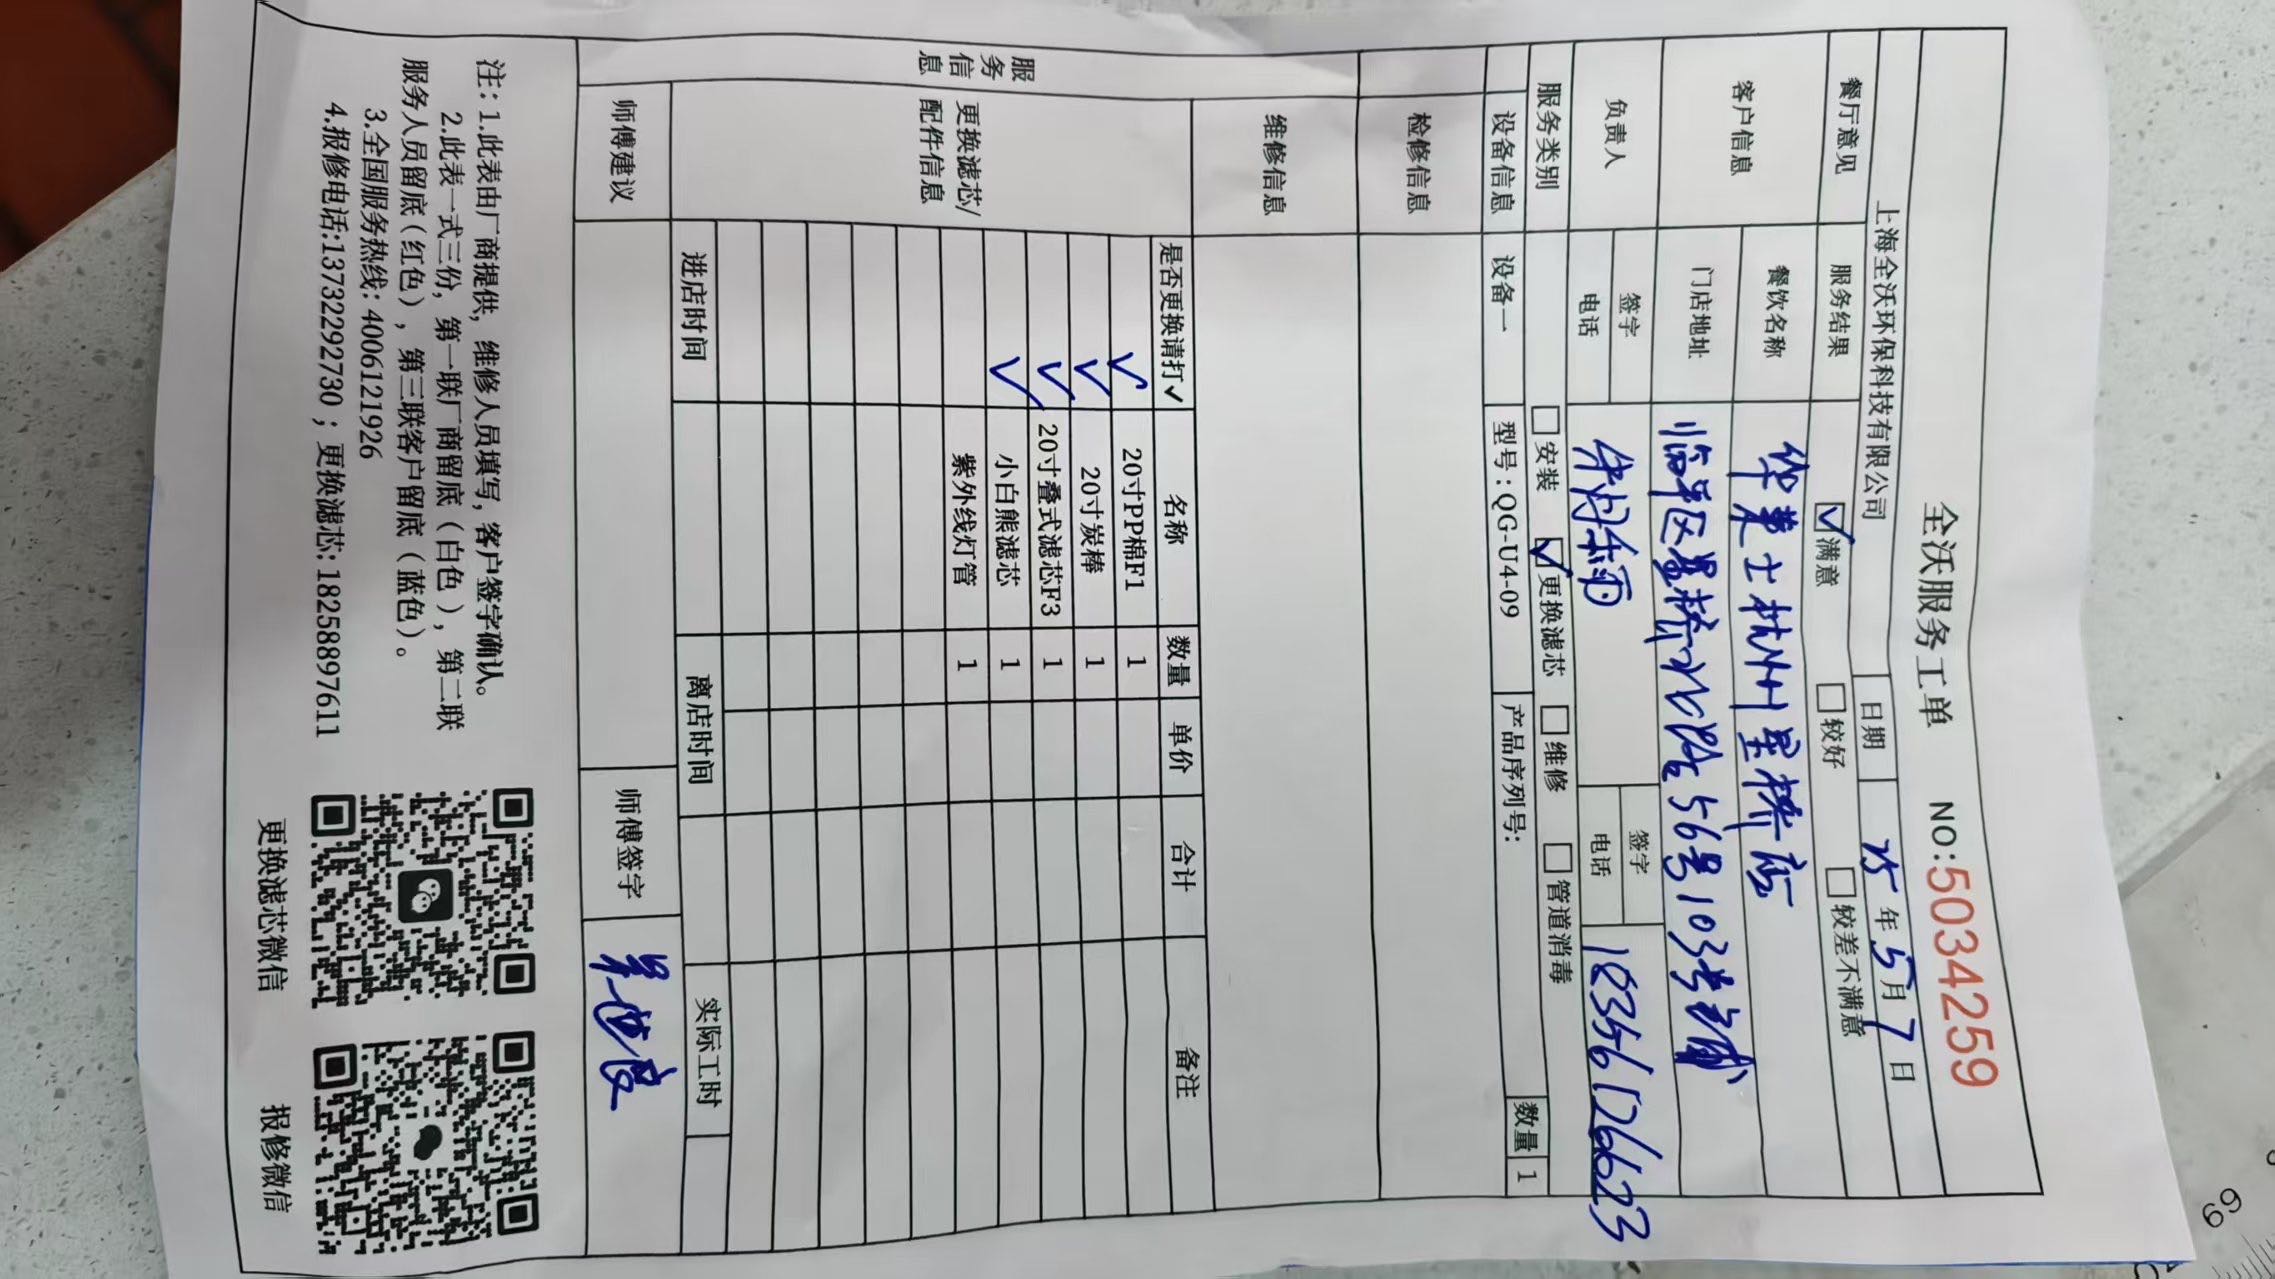 全沃服务工单 NO:50342259
上海全沃环保科技有限公司 日期 25年5月7日
餐厅意见 服务结果 ☑满意 □较好 □较差不满意
客户信息 餐饮名称 华莱士杭州星桥店
门店地址 临平区星桥 路56号103号商铺
负责人 签字 签字
电话 电话 18356126623
服务类别 □安装 ☑更换滤芯 □维修 □管道消毒
设备信息 设备一 型号:QG-U4-09 产品序列号: 数量 1
服务信息
检修信息
维修信息
更换滤芯/配件信息
是否更换请打✓ 名称 数量 单价 合计 备注
✓ 20寸PP棉F1 1
✓ 20寸炭棒 1
✓ 20寸叠式滤芯F3 1
✓ 小白熊滤芯 1
紫外线灯管 1
进店时间 离店时间 实际工时
师傅建议 师傅签字
注: 1.此表由厂商提供, 维修人员填写, 客户签字确认。
2.此表一式三份, 第一联厂商留底（白色）, 第二联
服务人员留底（红色）, 第三联客户留底（蓝色）。
3.全国服务热线: 4006121926
4.报修电话:13732292730 ; 更换滤芯: 18258897611
更换滤芯微信 报修微信
69